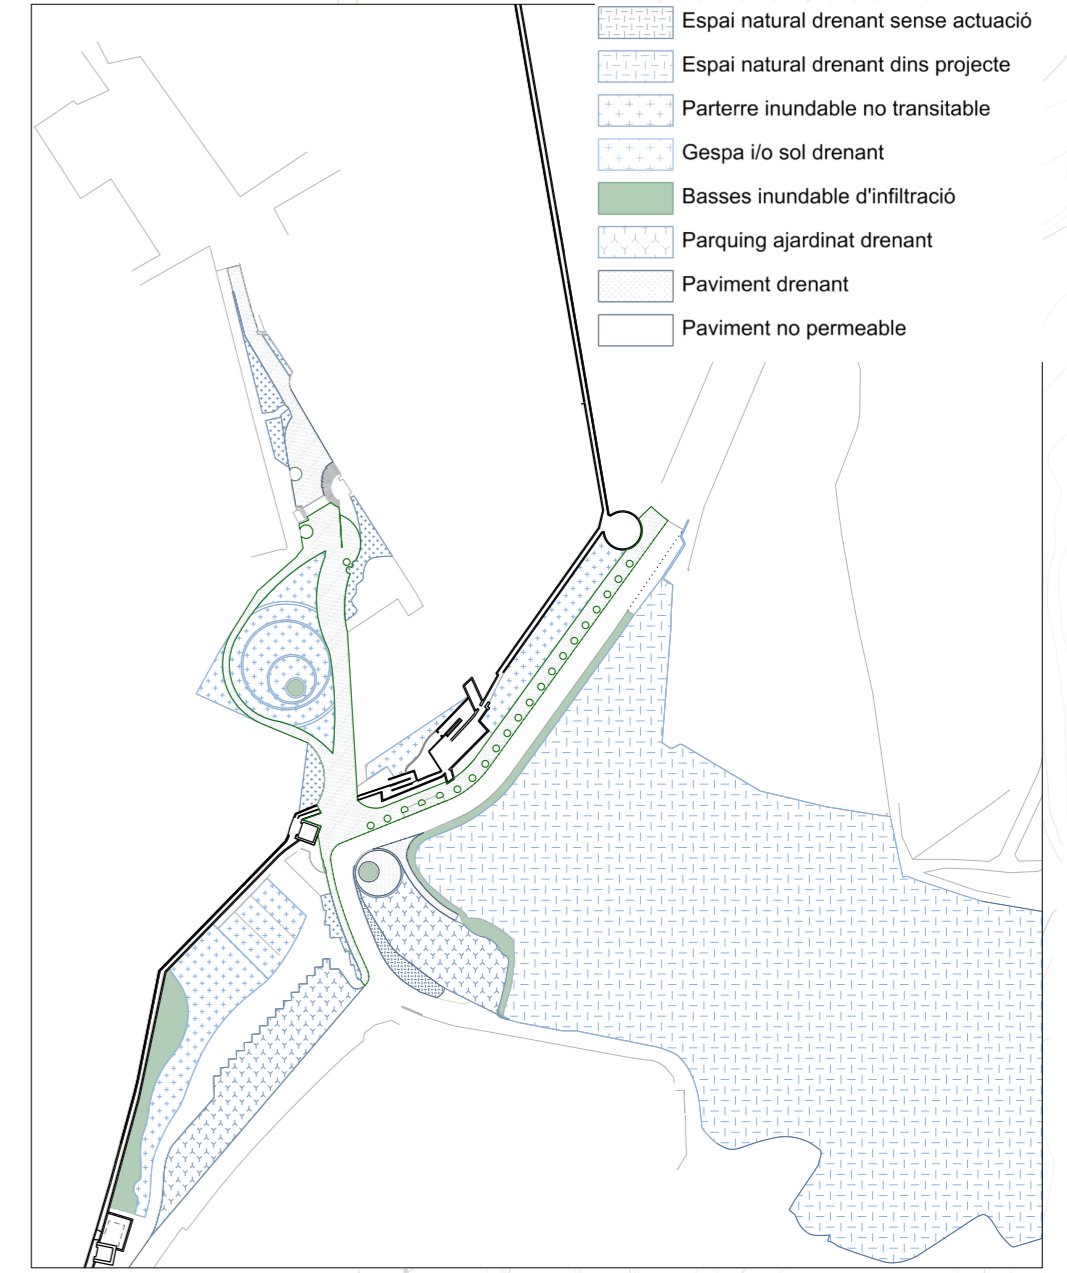 Espai natural drenant sense actuació
Espai natural drenant dins projecte
Parterre inundable no transitable
Gespa i/o sol drenant
Basses inundable d'infiltració
Parquing ajardinat drenant
Paviment drenant
Paviment no permeable